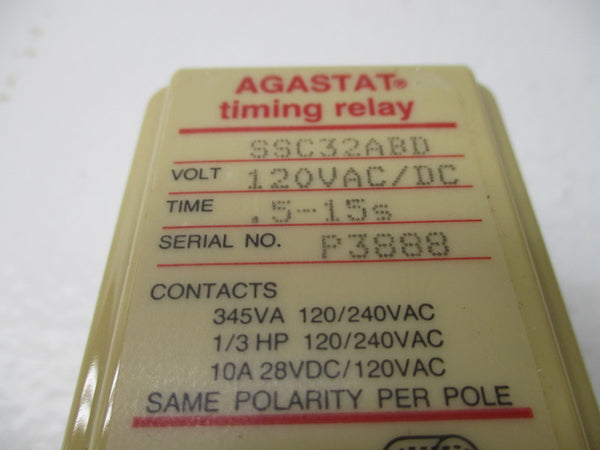 AGASTAT®
timing relay
SSC32ABD
VOLT 120VAC/DC
TIME .5-15s
SERIAL NO. P3888
CONTACTS
345VA 120/240VAC
1/3 HP 120/240VAC
10A 28VDC/120VAC
SAME POLARITY PER POLE